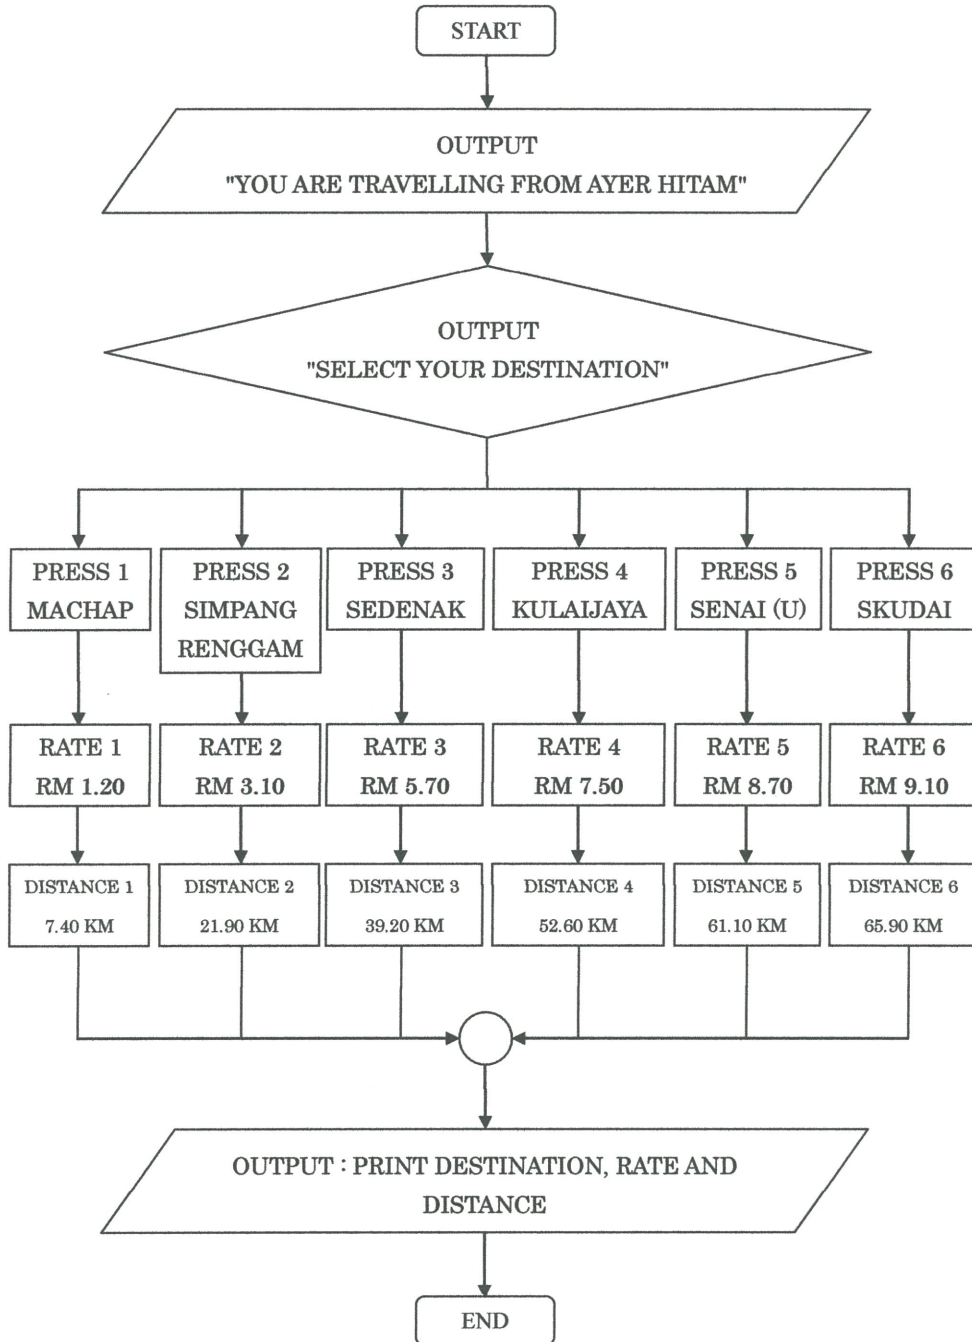 START
OUTPUT
"YOU ARE TRAVELLING FROM AYER HITAM"
OUTPUT
"SELECT YOUR DESTINATION"
PRESS 1
MACHAP
PRESS 2
SIMPANG
RENGGAM
PRESS 3
SEDENAK
PRESS 4
KULAIJAYA
PRESS 5
SENAI (U)
PRESS 6
SKUDAI
RATE 1
RM 1.20
RATE 2
RM 3.10
RATE 3
RM 5.70
RATE 4
RM 7.50
RATE 5
RM 8.70
RATE 6
RM 9.10
DISTANCE 1
7.40 KM
DISTANCE 2
21.90 KM
DISTANCE 3
39.20 KM
DISTANCE 4
52.60 KM
DISTANCE 5
61.10 KM
DISTANCE 6
65.90 KM
OUTPUT : PRINT DESTINATION, RATE AND
DISTANCE
END